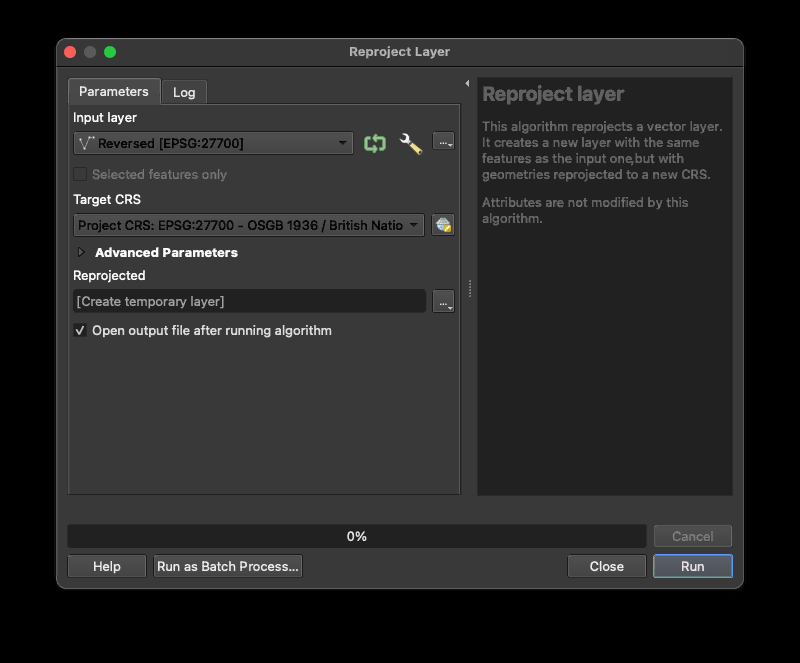 Reproject Layer
Parameters
Log
Input layer
Reversed [EPSG:27700]
...
Selected features only
Target CRS
Project CRS: EPSG:27700 - OSGB 1936 / British Natio
Advanced Parameters
Reprojected
[Create temporary layer]
...
Open output file after running algorithm
Reproject layer
This algorithm reprojects a vector layer.
It creates a new layer with the same
features as the input one,but with
geometries reprojected to a new CRS.
Attributes are not modified by this
algorithm.
0%
Cancel
Help
Run as Batch Process...
Close
Run